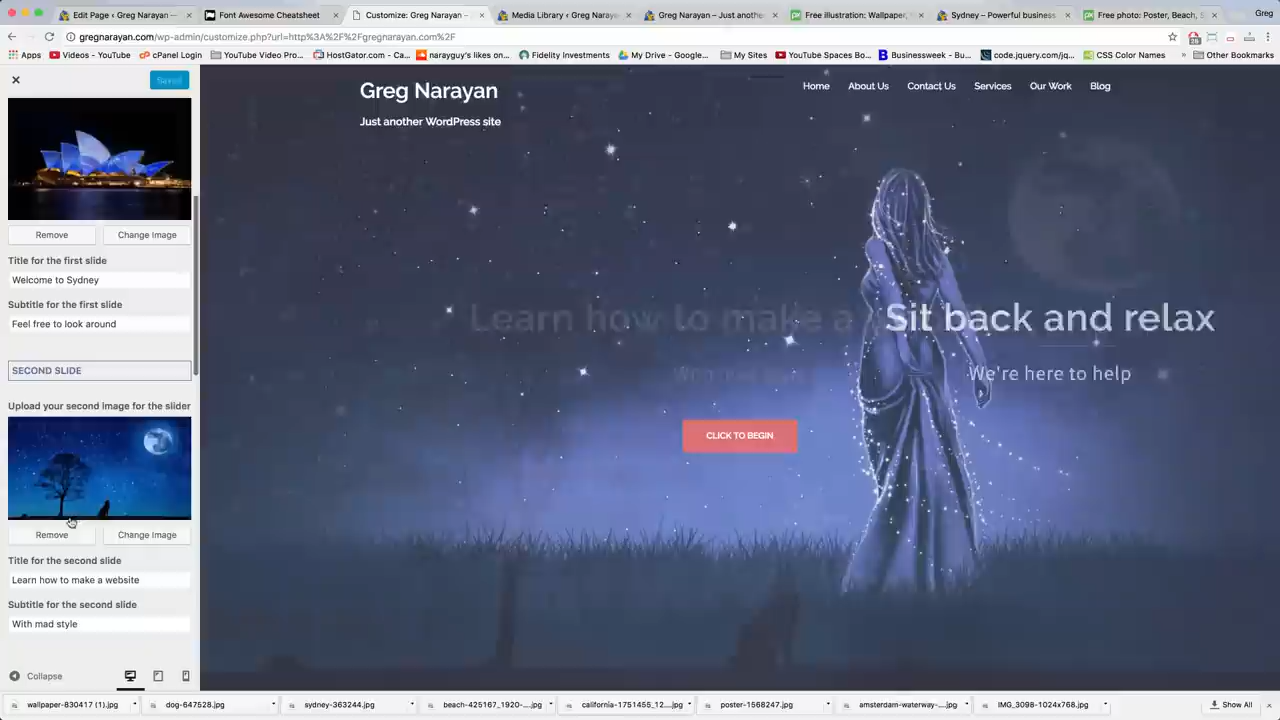 Edit Page ‹ Greg Narayan —
Font Awesome Cheatsheet
Customize: Greg Narayan -
Media Library ‹ Greg Narayan
Greg Narayan – Just another
Free illustration: Wallpaper,
Sydney – Powerful business
Free photo: Poster, Beach, S
Greg
gregnarayan.com/wp-admin/customize.php?url=http%3A%2F%2Fgregnarayan.com%2F
Apps
Videos - YouTube
cPanel Login
YouTube Video Pro...
HostGator.com - Ca...
narayguy's likes on...
Fidelity Investments
My Drive - Google...
My Sites
YouTube Spaces Bo...
Businessweek - Bu...
code.jquery.com/jq...
CSS Color Names
»
Other Bookmarks
Saved
Remove
Change Image
Title for the first slide
Welcome to Sydney
Subtitle for the first slide
Feel free to look around
SECOND SLIDE
Upload your second image for the slider
Remove
Change Image
Title for the second slide
Learn how to make a website
Subtitle for the second slide
With mad style
Collapse
Greg Narayan
Just another WordPress site
Home
About Us
Contact Us
Services
Our Work
Blog
Learn how to make a
Sit back and relax
We're here to help
CLICK TO BEGIN
wallpaper-830417 (1).jpg
dog-647528.jpg
sydney-363244.jpg
beach-425167_1920-....jpg
california-1751455_12....jpg
poster-1568247.jpg
amsterdam-waterway-....jpg
IMG_3098-1024x768.jpg
Show All